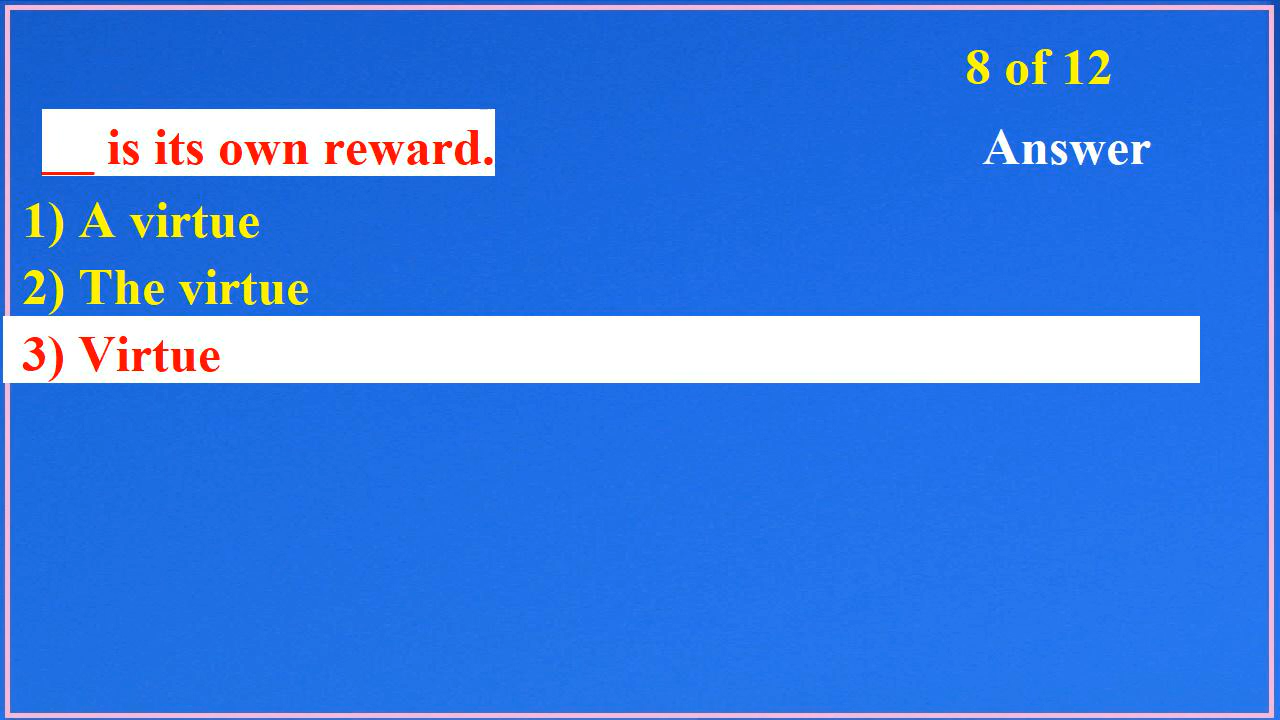 8 of 12
__ is its own reward.
Answer
1) A virtue
2) The virtue
3) Virtue